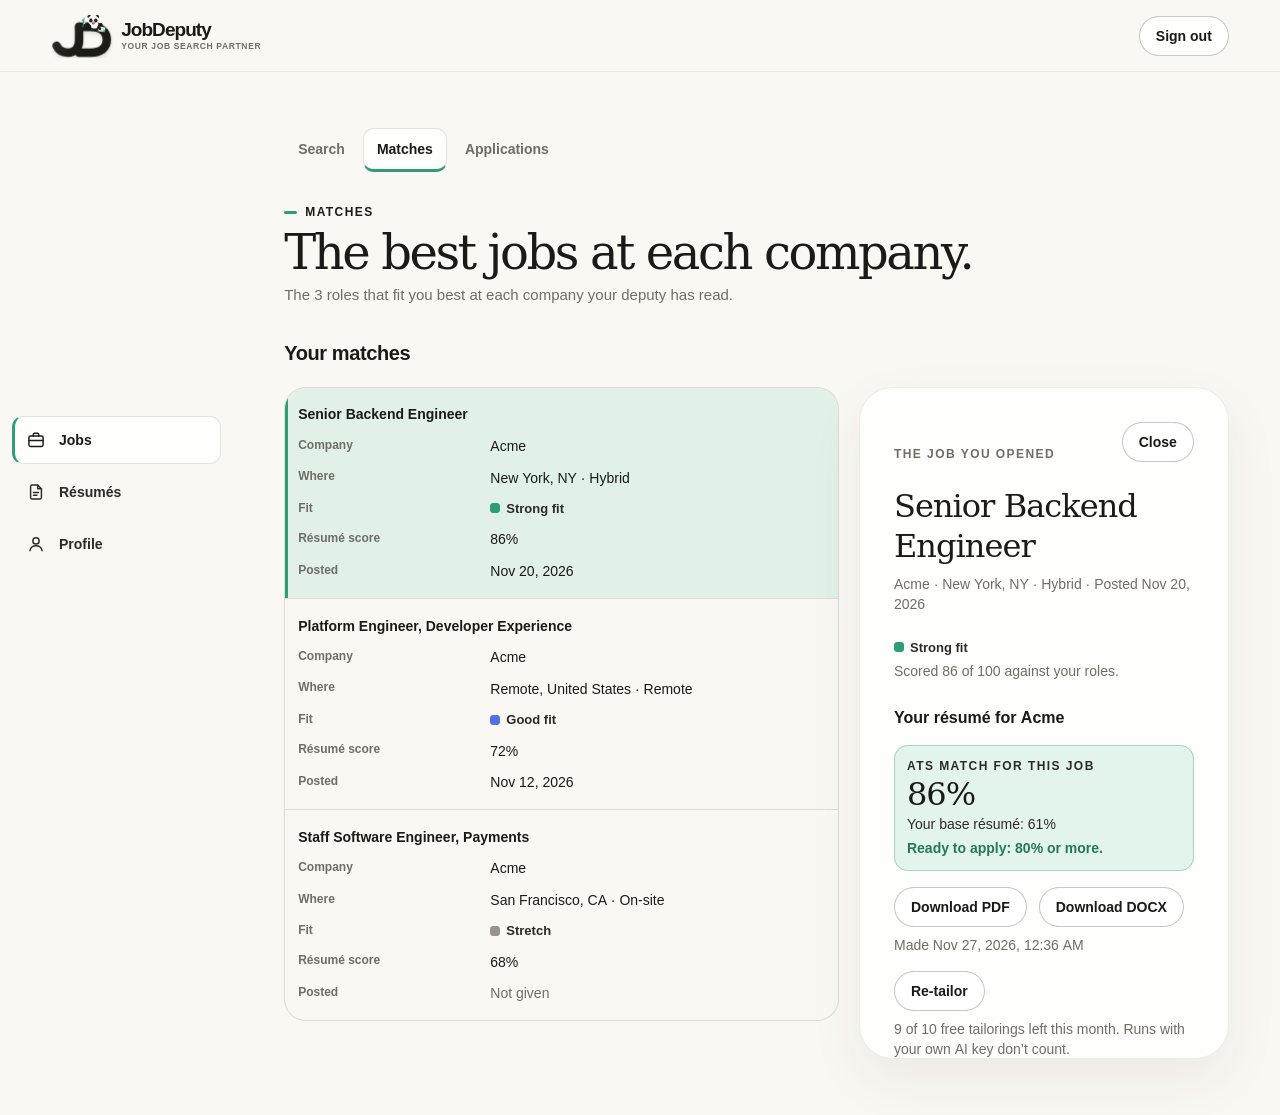 JobDeputy
YOUR JOB SEARCH PARTNER
Sign out
Search
Matches
Applications
MATCHES
The best jobs at each company.
The 3 roles that fit you best at each company your deputy has read.
Your matches
Jobs
Résumés
Profile
Senior Backend Engineer
Company Acme
Where New York, NY · Hybrid
Fit Strong fit
Résumé score 86%
Posted Nov 20, 2026
Platform Engineer, Developer Experience
Company Acme
Where Remote, United States · Remote
Fit Good fit
Résumé score 72%
Posted Nov 12, 2026
Staff Software Engineer, Payments
Company Acme
Where San Francisco, CA · On-site
Fit Stretch
Résumé score 68%
Posted Not given
THE JOB YOU OPENED
Close
Senior Backend
Engineer
Acme · New York, NY · Hybrid · Posted Nov 20,
2026
Strong fit
Scored 86 of 100 against your roles.
Your résumé for Acme
ATS MATCH FOR THIS JOB
86%
Your base résumé: 61%
Ready to apply: 80% or more.
Download PDF
Download DOCX
Made Nov 27, 2026, 12:36 AM
Re-tailor
9 of 10 free tailorings left this month. Runs with
your own AI key don’t count.